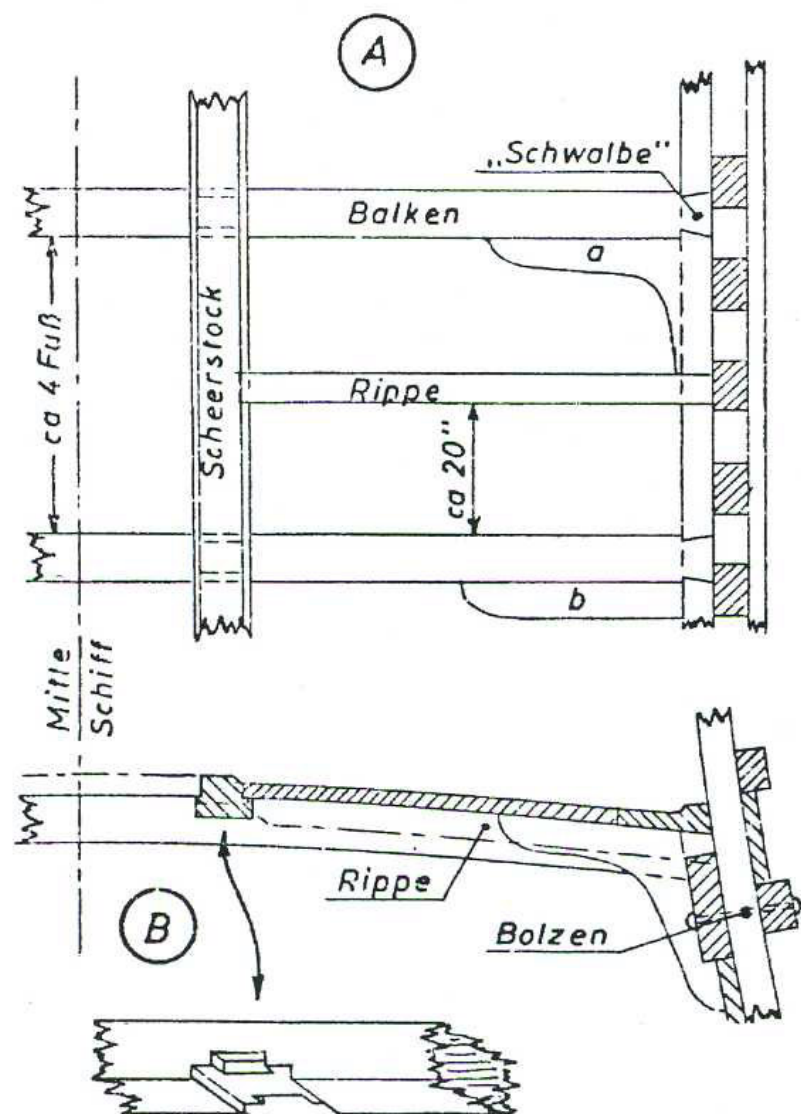 A
„Schwalbe"
Balken
a
ca 4 Fuß
Scheerstock
Rippe
ca 20"
b
Mitte
Schiff
Rippe
B
Bolzen